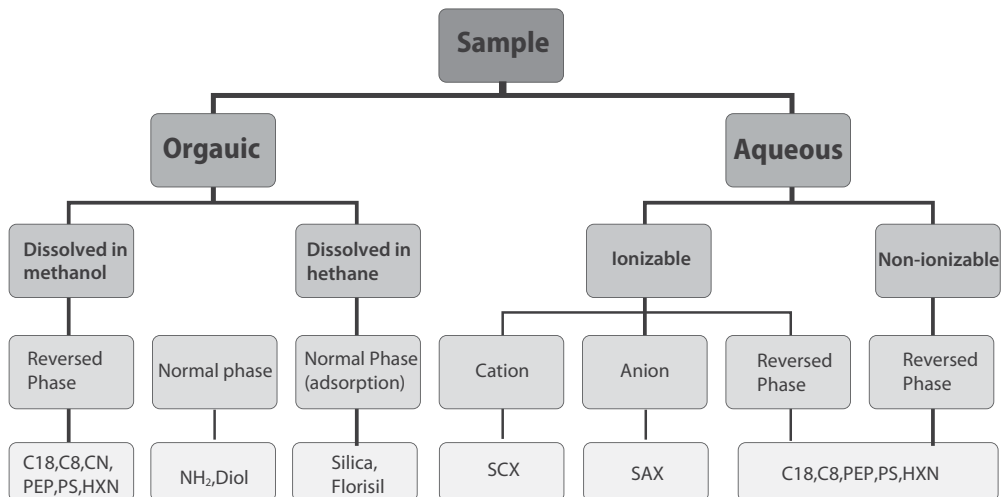 Sample
Orgauic
Aqueous
Dissolved in
methanol
Dissolved in
hethane
Ionizable
Non-ionizable
Reversed
Phase
Normal phase
Normal Phase
(adsorption)
Cation
Anion
Reversed
Phase
Reversed
Phase
C18,C8,CN,
PEP,PS,HXN
NH₂,Diol
Silica,
Florisil
SCX
SAX
C18,C8,PEP,PS,HXN